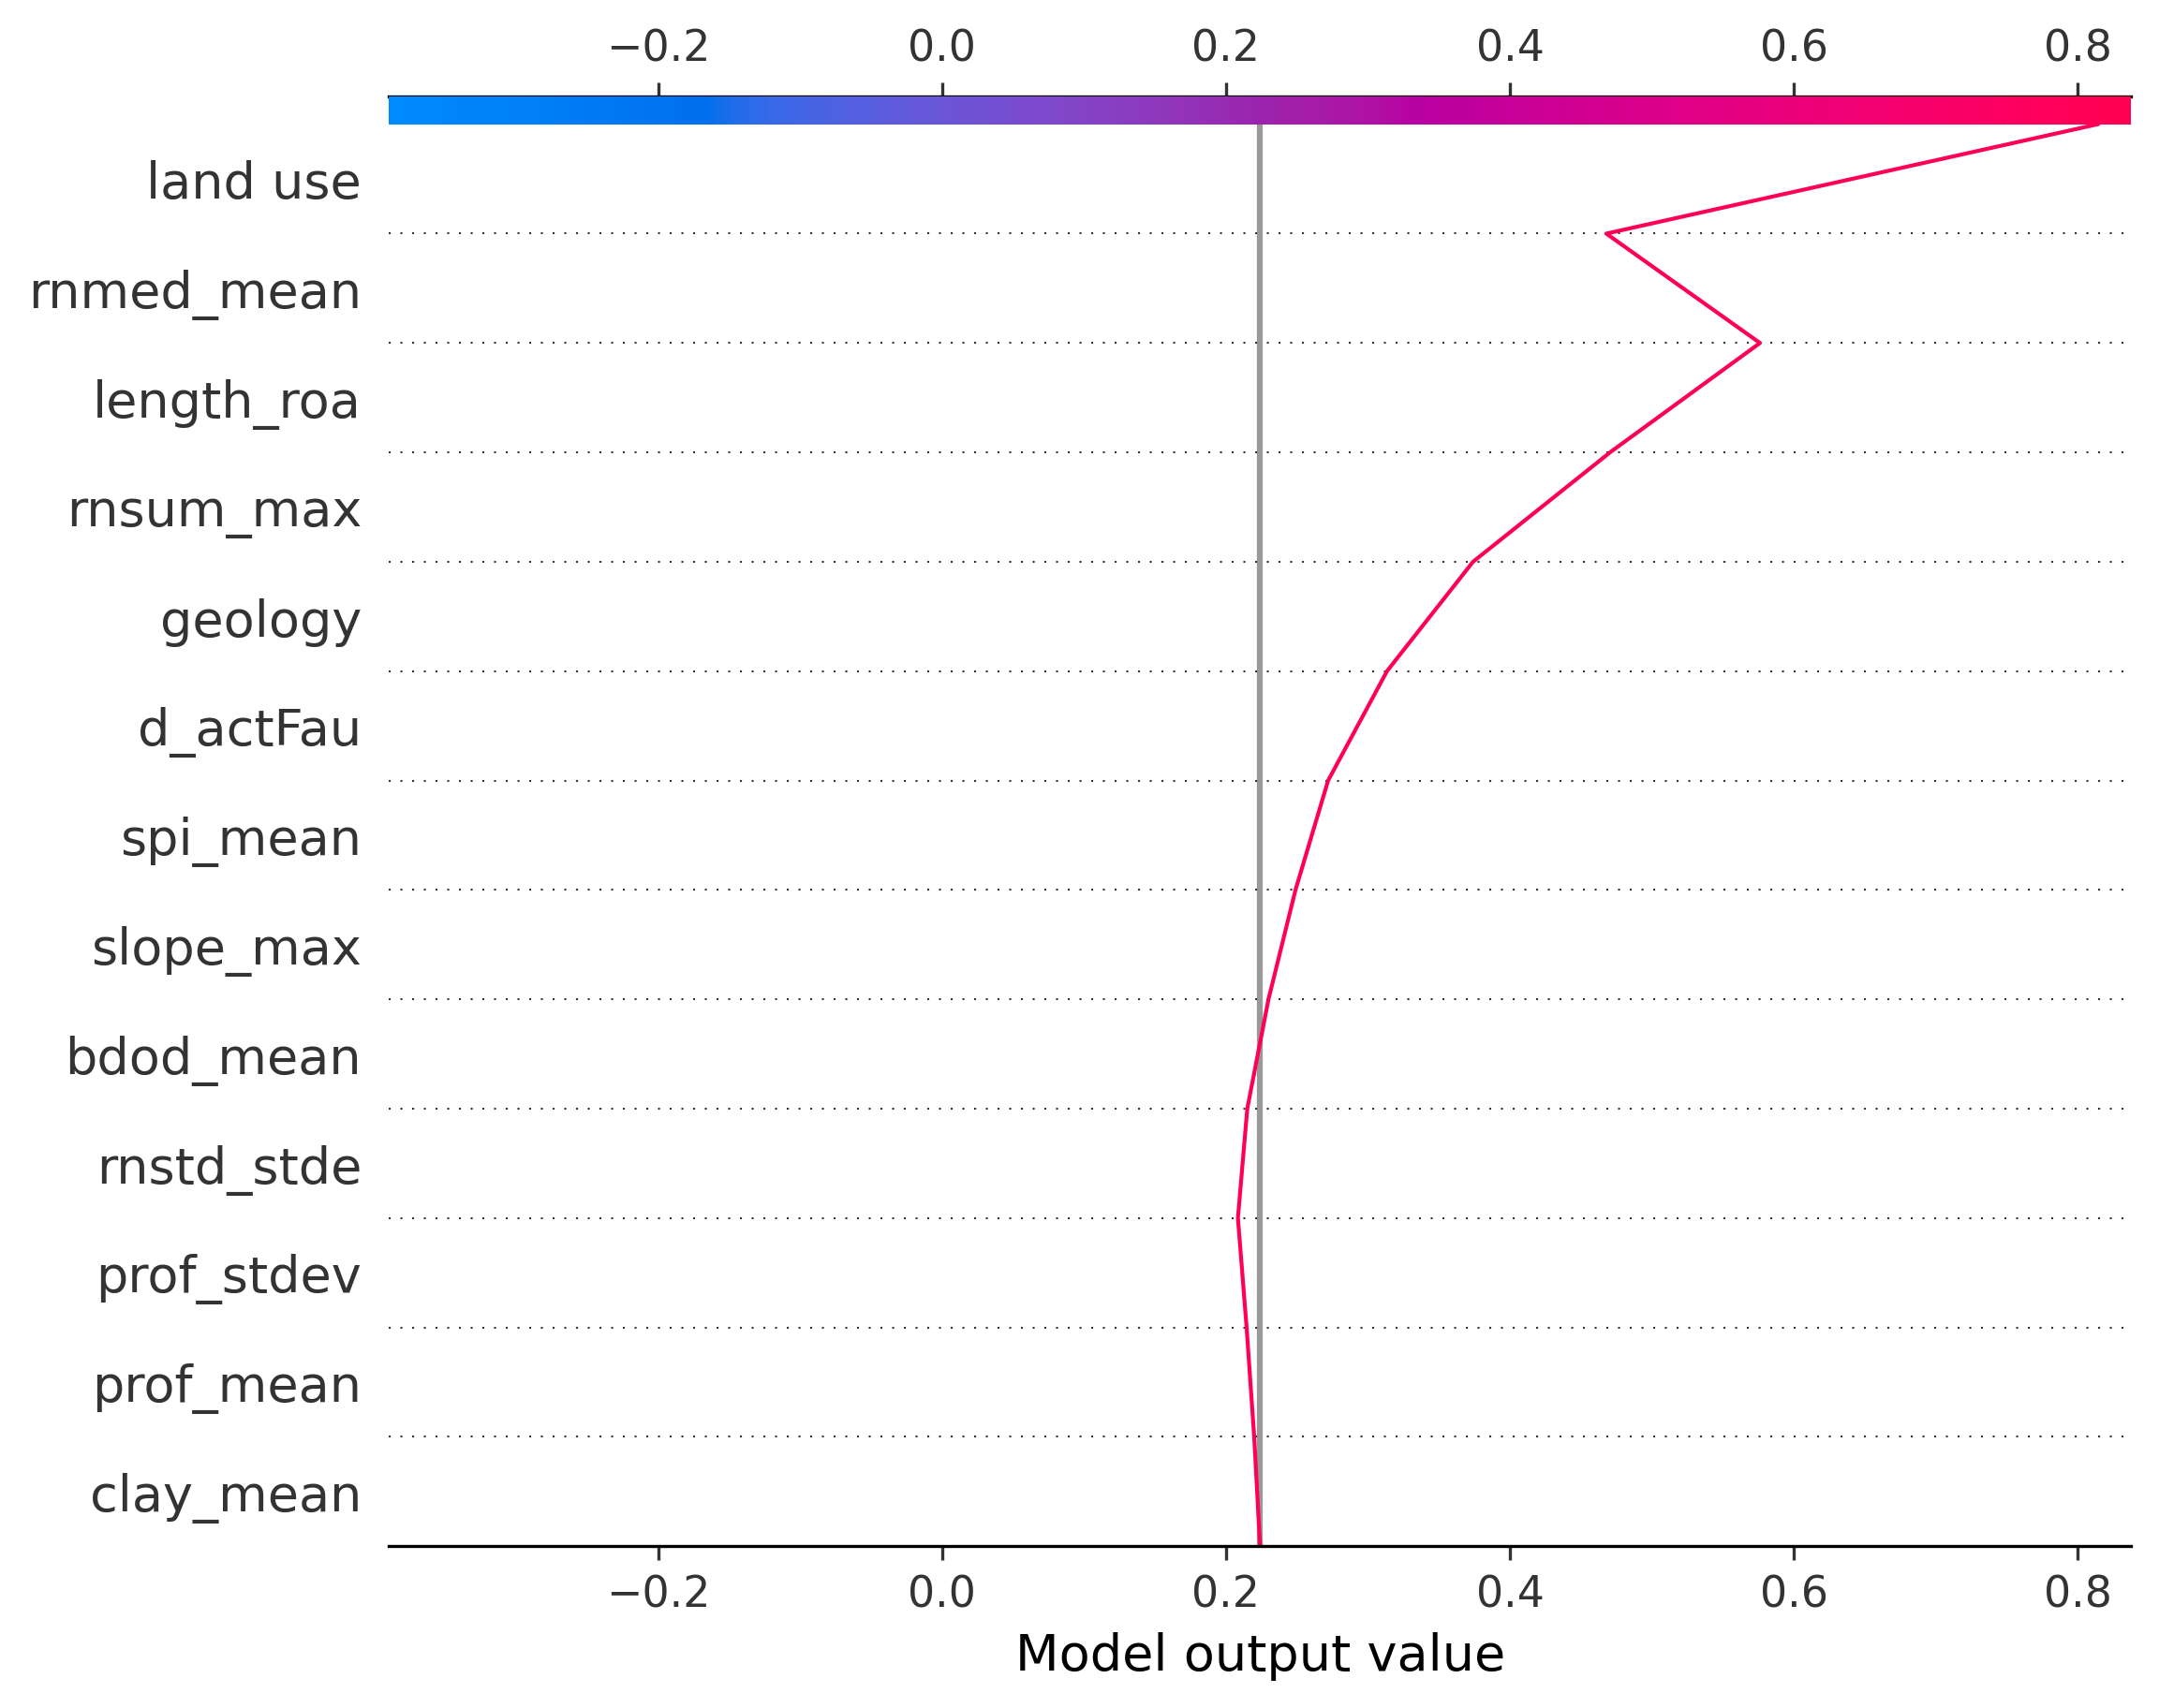 −0.2 0.0 0.2 0.4 0.6 0.8
land use
rnmed_mean
length_roa
rnsum_max
geology
d_actFau
spi_mean
slope_max
bdod_mean
rnstd_stde
prof_stdev
prof_mean
clay_mean
−0.2 0.0 0.2 0.4 0.6 0.8
Model output value